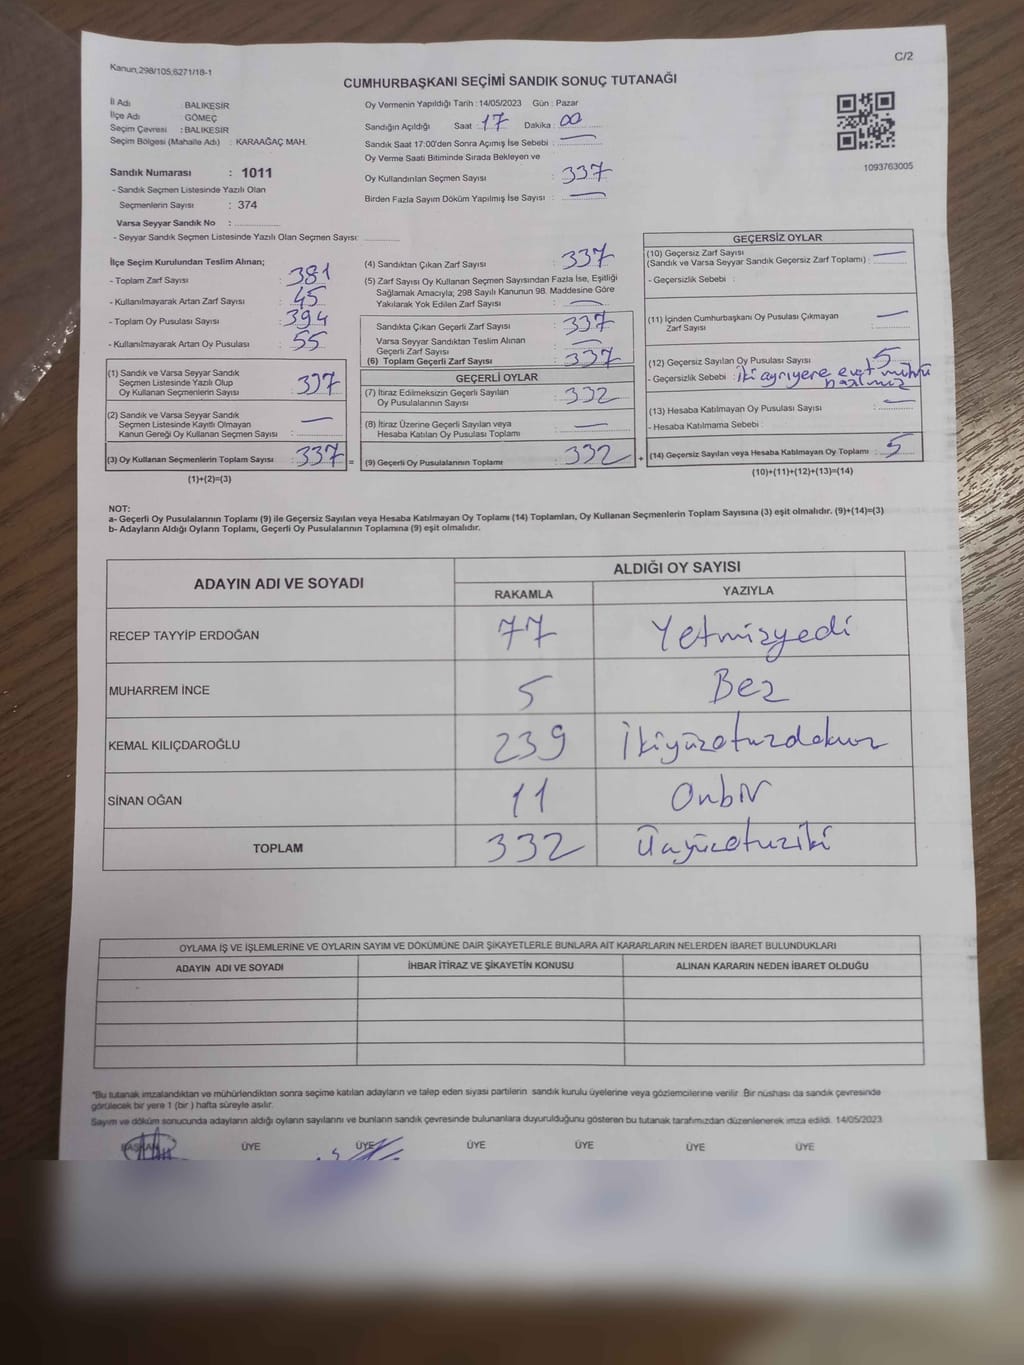 Kanun;298/105;6271/18-1
C/2
CUMHURBAŞKANI SEÇİMİ SANDIK SONUÇ TUTANAĞI
İl Adı : BALIKESİR
İlçe Adı : GÖMEÇ
Seçim Çevresi : BALIKESİR
Seçim Bölgesi (Mahalle Adı) : KARAAĞAÇ MAH.
Sandık Numarası : 1011
- Sandık Seçmen Listesinde Yazılı Olan
Seçmenlerin Sayısı : 374
Varsa Seyyar Sandık No :
- Seyyar Sandık Seçmen Listesinde Yazılı Olan Seçmen Sayısı:
Oy Vermenin Yapıldığı Tarih : 14/05/2023 Gün : Pazar
Sandığın Açıldığı Saat : 17 Dakika : 00
Sandık Saat 17:00'den Sonra Açımış İse Sebebi : —
Oy Verme Saati Bitiminde Sırada Bekleyen ve
Oy Kullandırılan Seçmen Sayısı : 337
Birden Fazla Sayım Döküm Yapılmış İse Sayısı : —
1093763005
İlçe Seçim Kurulundan Teslim Alınan;
- Toplam Zarf Sayısı : 381
- Kullanılmayarak Artan Zarf Sayısı : 45
- Toplam Oy Pusulası Sayısı : 394
- Kullanılmayarak Artan Oy Pusulası : 55
(1) Sandık ve Varsa Seyyar Sandık
Seçmen Listesinde Yazılı Olup
Oy Kullanan Seçmenlerin Sayısı : 337
(2) Sandık ve Varsa Seyyar Sandık
Seçmen Listesinde Kayıtlı Olmayan
Kanun Gereği Oy Kullanan Seçmen Sayısı : —
(3) Oy Kullanan Seçmenlerin Toplam Sayısı : 337
(1)+(2)=(3)
(4) Sandıktan Çıkan Zarf Sayısı : 337
(5) Zarf Sayısı Oy Kullanan Seçmen Sayısından Fazla İse, Eşitliği
Sağlamak Amacıyla; 298 Sayılı Kanunun 98. Maddesine Göre
Yakılarak Yok Edilen Zarf Sayısı : —
Sandıkta Çıkan Geçerli Zarf Sayısı : 337
Varsa Seyyar Sandıktan Teslim Alınan
Geçerli Zarf Sayısı : —
(6) Toplam Geçerli Zarf Sayısı : 337
GEÇERLİ OYLAR
(7) İtiraz Edilmeksizin Geçerli Sayılan
Oy Pusulalarının Sayısı : 332
(8) İtiraz Üzerine Geçerli Sayılan veya
Hesaba Katılan Oy Pusulası Toplamı : —
= (9) Geçerli Oy Pusulalarının Toplamı : 332 +
GEÇERSİZ OYLAR
(10) Geçersiz Zarf Sayısı
(Sandık ve Varsa Seyyar Sandık Geçersiz Zarf Toplamı) : —
- Geçersizlik Sebebi :
(11) İçinden Cumhurbaşkanı Oy Pusulası Çıkmayan
Zarf Sayısı : —
(12) Geçersiz Sayılan Oy Pusulası Sayısı : 5
- Geçersizlik Sebebi : iki ayrı yere evet mühürü
(13) Hesaba Katılmayan Oy Pusulası Sayısı : —
- Hesaba Katılmama Sebebi :
(14) Geçersiz Sayılan veya Hesaba Katılmayan Oy Toplamı : 5
(10)+(11)+(12)+(13)=(14)
NOT:
a- Geçerli Oy Pusulalarının Toplamı (9) ile Geçersiz Sayılan veya Hesaba Katılmayan Oy Toplamı (14) Toplamları, Oy Kullanan Seçmenlerin Toplam Sayısına (3) eşit olmalıdır. (9)+(14)=(3)
b- Adayların Aldığı Oyların Toplamı, Geçerli Oy Pusulalarının Toplamına (9) eşit olmalıdır.
ADAYIN ADI VE SOYADI
ALDIĞI OY SAYISI
RAKAMLA YAZIYLA
RECEP TAYYİP ERDOĞAN 77 Yetmişyedi
MUHARREM İNCE 5 Beş
KEMAL KILIÇDAROĞLU 239 İkiyüzotuzdokuz
SİNAN OĞAN 11 Onbir
TOPLAM 332 Üçyüzotuziki
OYLAMA İŞ VE İŞLEMLERİNE VE OYLARIN SAYIM VE DÖKÜMÜNE DAİR ŞİKAYETLERLE BUNLARA AİT KARARLARIN NELERDEN İBARET BULUNDUKLARI
ADAYIN ADI VE SOYADI İHBAR İTİRAZ VE ŞİKAYETİN KONUSU ALINAN KARARIN NEDEN İBARET OLDUĞU
*Bu tutanak imzalandıktan ve mühürlendikten sonra seçime katılan adayların ve talep eden siyasi partilerin sandık kurulu üyelerine veya gözlemcilerine verilir. Bir nüshası da sandık çevresinde
görülecek bir yere 1 (bir ) hafta süreyle asılır.
Sayım ve döküm sonucunda adayların aldığı oyların sayılarını ve bunların sandık çevresinde bulunanlara duyurulduğunu gösteren bu tutanak tarafımızdan düzenlenerek imza edildi. 14/05/2023
BAŞKAN ÜYE ÜYE ÜYE ÜYE ÜYE ÜYE